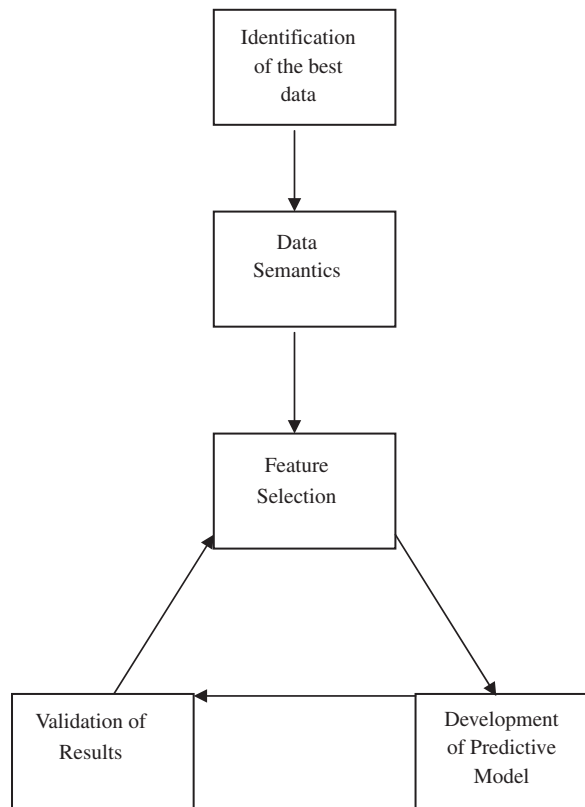 Identification
of the best
data
Data
Semantics
Feature
Selection
Validation of
Results
Development
of Predictive
Model